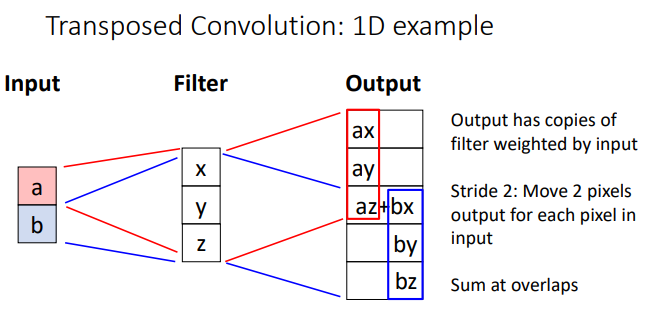 Transposed Convolution: 1D example
Input
Filter
Output
a
b
x
y
z
ax
ay
az+bx
by
bz
Output has copies of
filter weighted by input
Stride 2: Move 2 pixels
output for each pixel in
input
Sum at overlaps